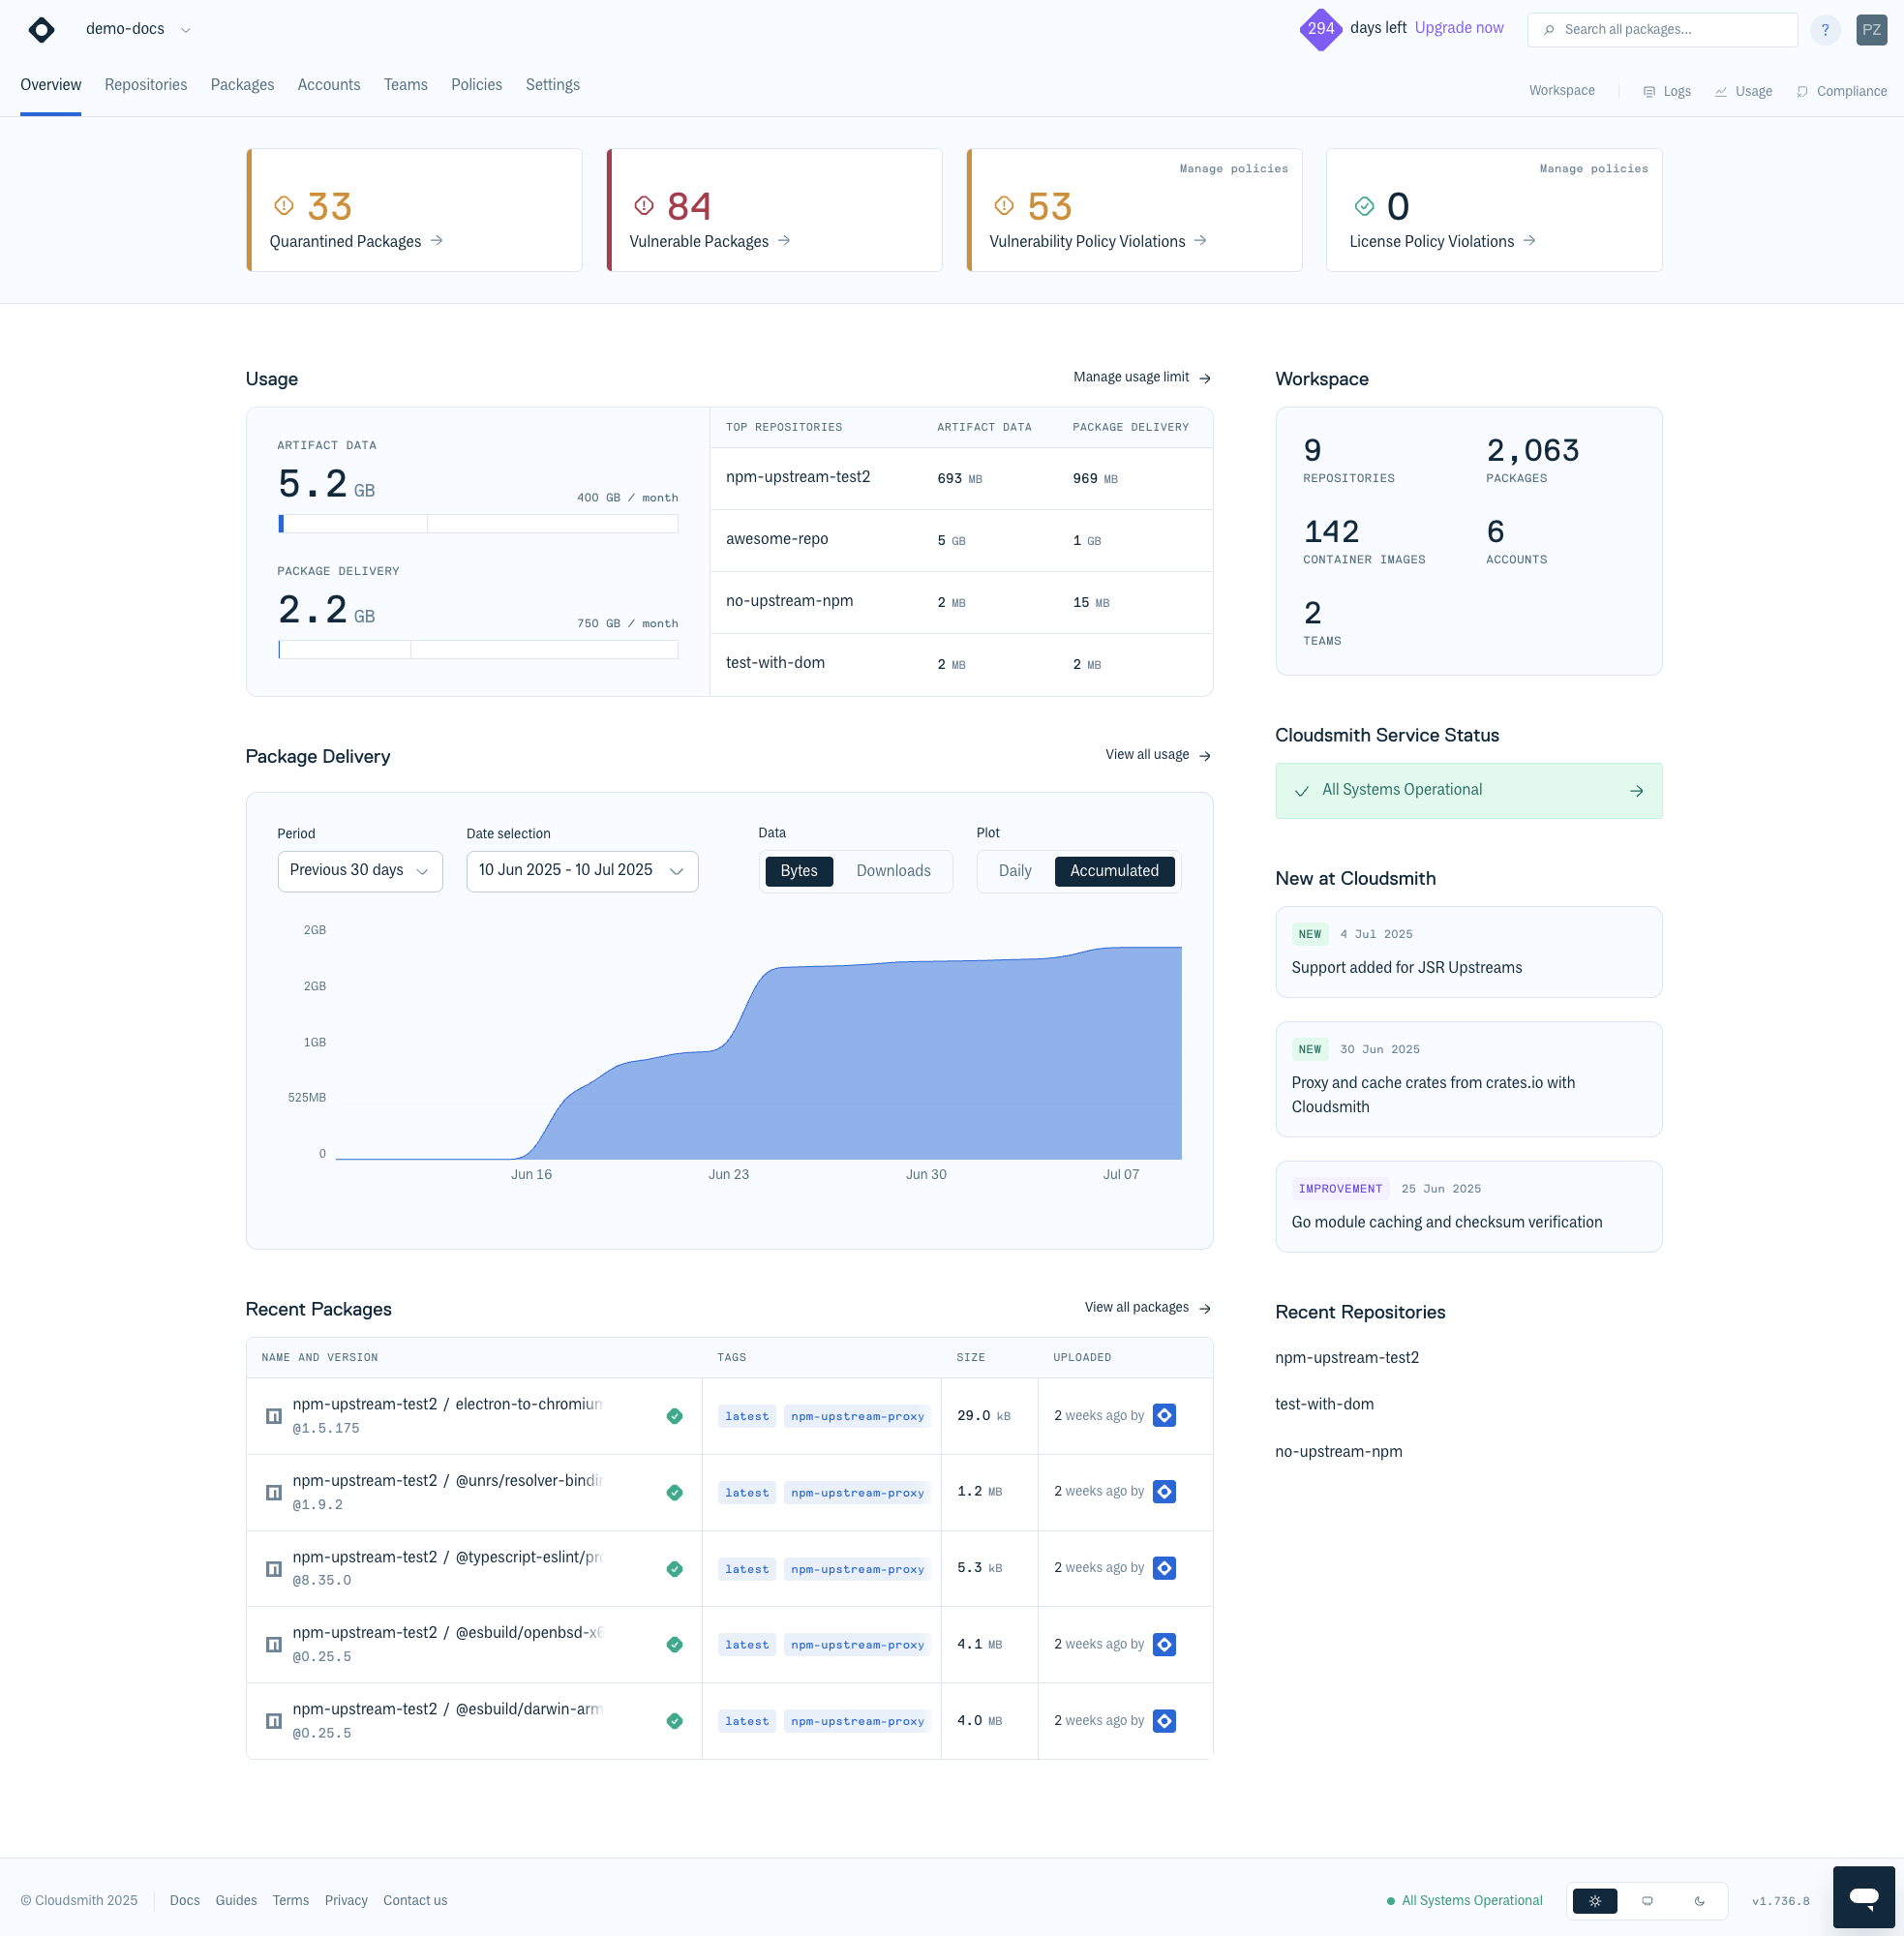 demo-docs
294 days left Upgrade now
Search all packages...
?
PZ
Overview Repositories Packages Accounts Teams Policies Settings
Workspace Logs Usage Compliance
33
Quarantined Packages
84
Vulnerable Packages
Manage policies
53
Vulnerability Policy Violations
Manage policies
0
License Policy Violations
Usage
Manage usage limit
ARTIFACT DATA
5.2 GB
400 GB / month
PACKAGE DELIVERY
2.2 GB
750 GB / month
TOP REPOSITORIES ARTIFACT DATA PACKAGE DELIVERY
npm-upstream-test2 693 MB 969 MB
awesome-repo 5 GB 1 GB
no-upstream-npm 2 MB 15 MB
test-with-dom 2 MB 2 MB
Workspace
9 2,063
REPOSITORIES PACKAGES
142 6
CONTAINER IMAGES ACCOUNTS
2
TEAMS
Cloudsmith Service Status
All Systems Operational
Package Delivery
View all usage
Period Date selection Data Plot
Previous 30 days 10 Jun 2025 - 10 Jul 2025 Bytes Downloads Daily Accumulated
2GB
2GB
1GB
525MB
0
Jun 16 Jun 23 Jun 30 Jul 07
New at Cloudsmith
NEW 4 Jul 2025
Support added for JSR Upstreams
NEW 30 Jun 2025
Proxy and cache crates from crates.io with
Cloudsmith
IMPROVEMENT 25 Jun 2025
Go module caching and checksum verification
Recent Packages
View all packages
NAME AND VERSION TAGS SIZE UPLOADED
npm-upstream-test2 / electron-to-chromium
@1.5.175
latest npm-upstream-proxy 29.0 kB 2 weeks ago by
npm-upstream-test2 / @unrs/resolver-bindin
@1.9.2
latest npm-upstream-proxy 1.2 MB 2 weeks ago by
npm-upstream-test2 / @typescript-eslint/pro
@8.35.0
latest npm-upstream-proxy 5.3 kB 2 weeks ago by
npm-upstream-test2 / @esbuild/openbsd-x6
@0.25.5
latest npm-upstream-proxy 4.1 MB 2 weeks ago by
npm-upstream-test2 / @esbuild/darwin-arm
@0.25.5
latest npm-upstream-proxy 4.0 MB 2 weeks ago by
Recent Repositories
npm-upstream-test2
test-with-dom
no-upstream-npm
© Cloudsmith 2025 Docs Guides Terms Privacy Contact us
All Systems Operational
v1.736.8